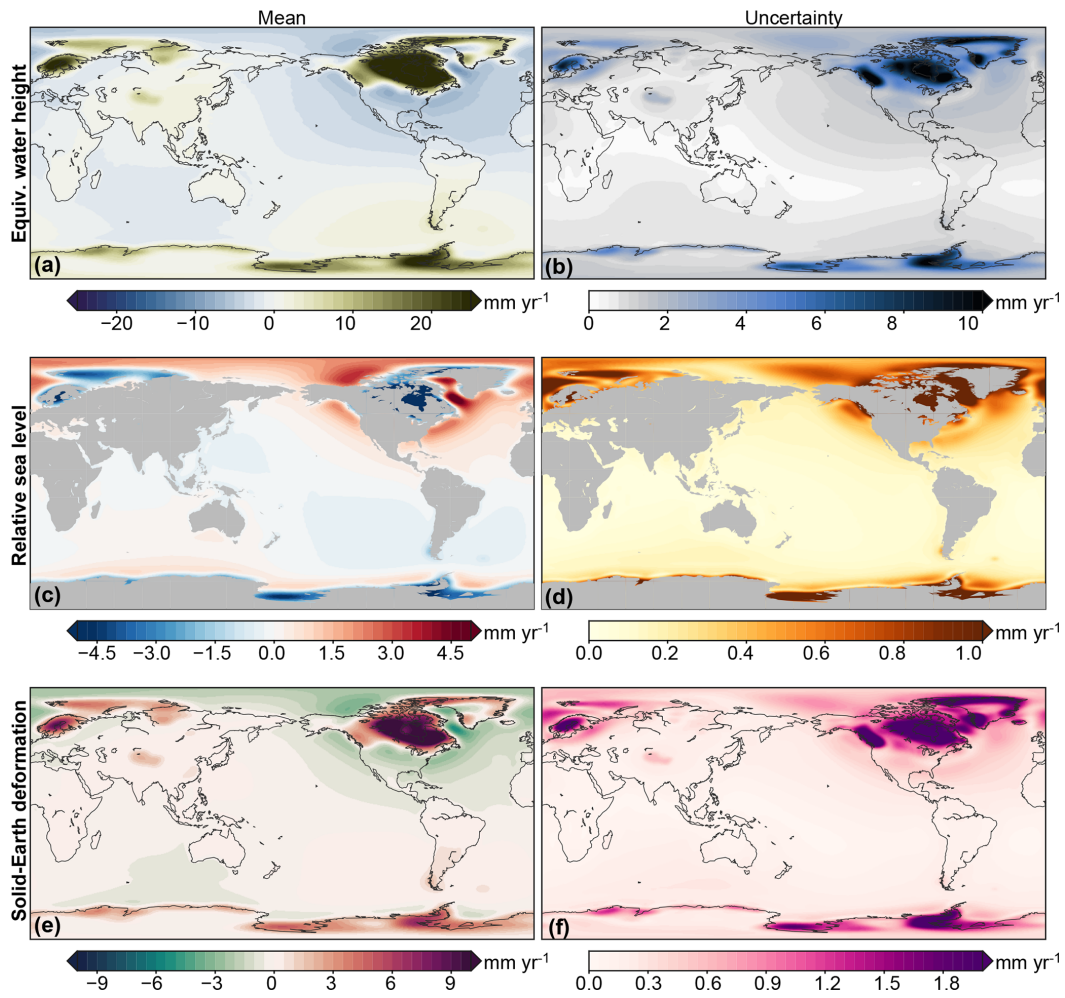 Mean
Uncertainty
Equiv. water height
(a)
(b)
−20 −10 0 10 20 mm yr-1
0 2 4 6 8 10 mm yr-1
Relative sea level
(c)
(d)
−4.5 −3.0 −1.5 0.0 1.5 3.0 4.5 mm yr-1
0.0 0.2 0.4 0.6 0.8 1.0 mm yr-1
Solid-Earth deformation
(e)
(f)
−9 −6 −3 0 3 6 9 mm yr-1
0.0 0.3 0.6 0.9 1.2 1.5 1.8 mm yr-1